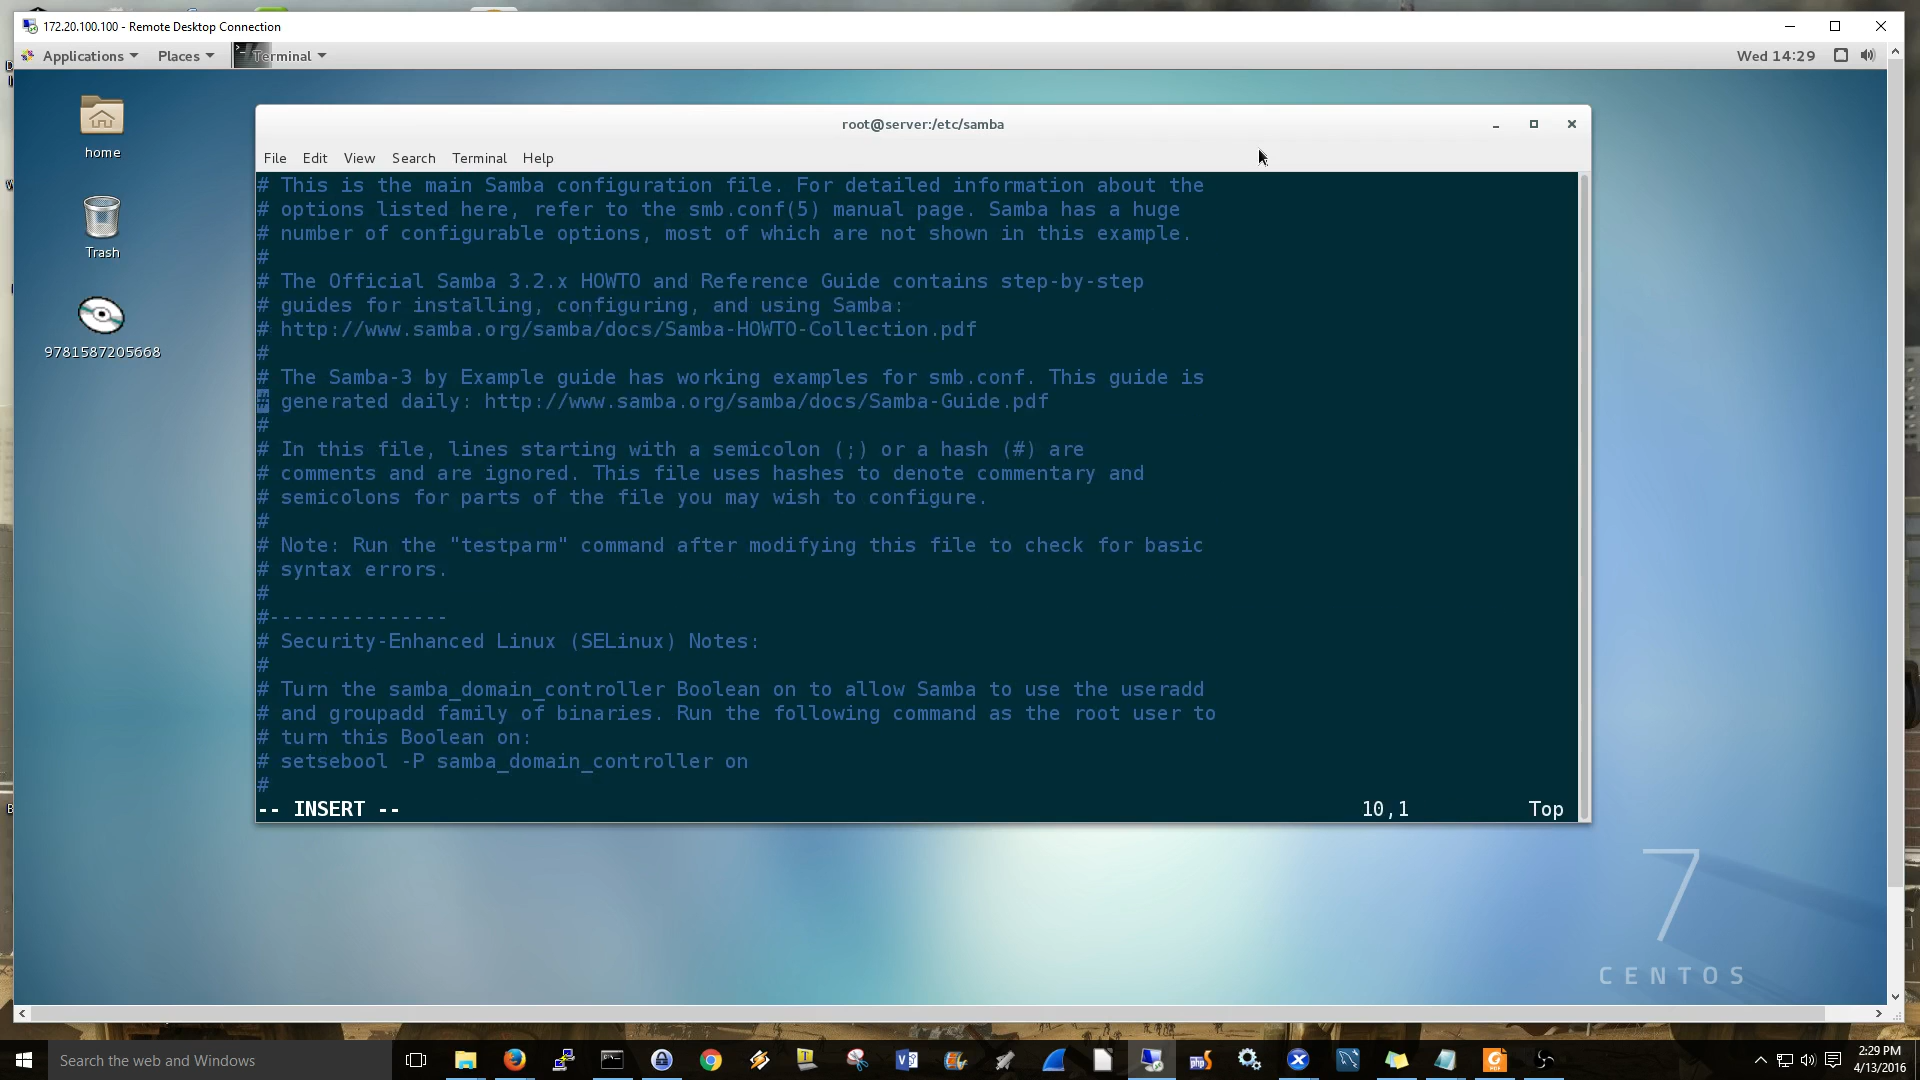 172.20.100.100 - Remote Desktop Connection
Applications Places Terminal Wed 14:29
home
Trash
9781587205668
root@server:/etc/samba
File Edit View Search Terminal Help
# This is the main Samba configuration file. For detailed information about the
# options listed here, refer to the smb.conf(5) manual page. Samba has a huge
# number of configurable options, most of which are not shown in this example.
#
# The Official Samba 3.2.x HOWTO and Reference Guide contains step-by-step
# guides for installing, configuring, and using Samba:
# http://www.samba.org/samba/docs/Samba-HOWTO-Collection.pdf
#
# The Samba-3 by Example guide has working examples for smb.conf. This guide is
# generated daily: http://www.samba.org/samba/docs/Samba-Guide.pdf
#
# In this file, lines starting with a semicolon (;) or a hash (#) are
# comments and are ignored. This file uses hashes to denote commentary and
# semicolons for parts of the file you may wish to configure.
#
# Note: Run the "testparm" command after modifying this file to check for basic
# syntax errors.
#
#---------------
# Security-Enhanced Linux (SELinux) Notes:
#
# Turn the samba_domain_controller Boolean on to allow Samba to use the useradd
# and groupadd family of binaries. Run the following command as the root user to
# turn this Boolean on:
# setsebool -P samba_domain_controller on
#
-- INSERT -- 10,1 Top
7
CENTOS
Search the web and Windows
2:29 PM
4/13/2016